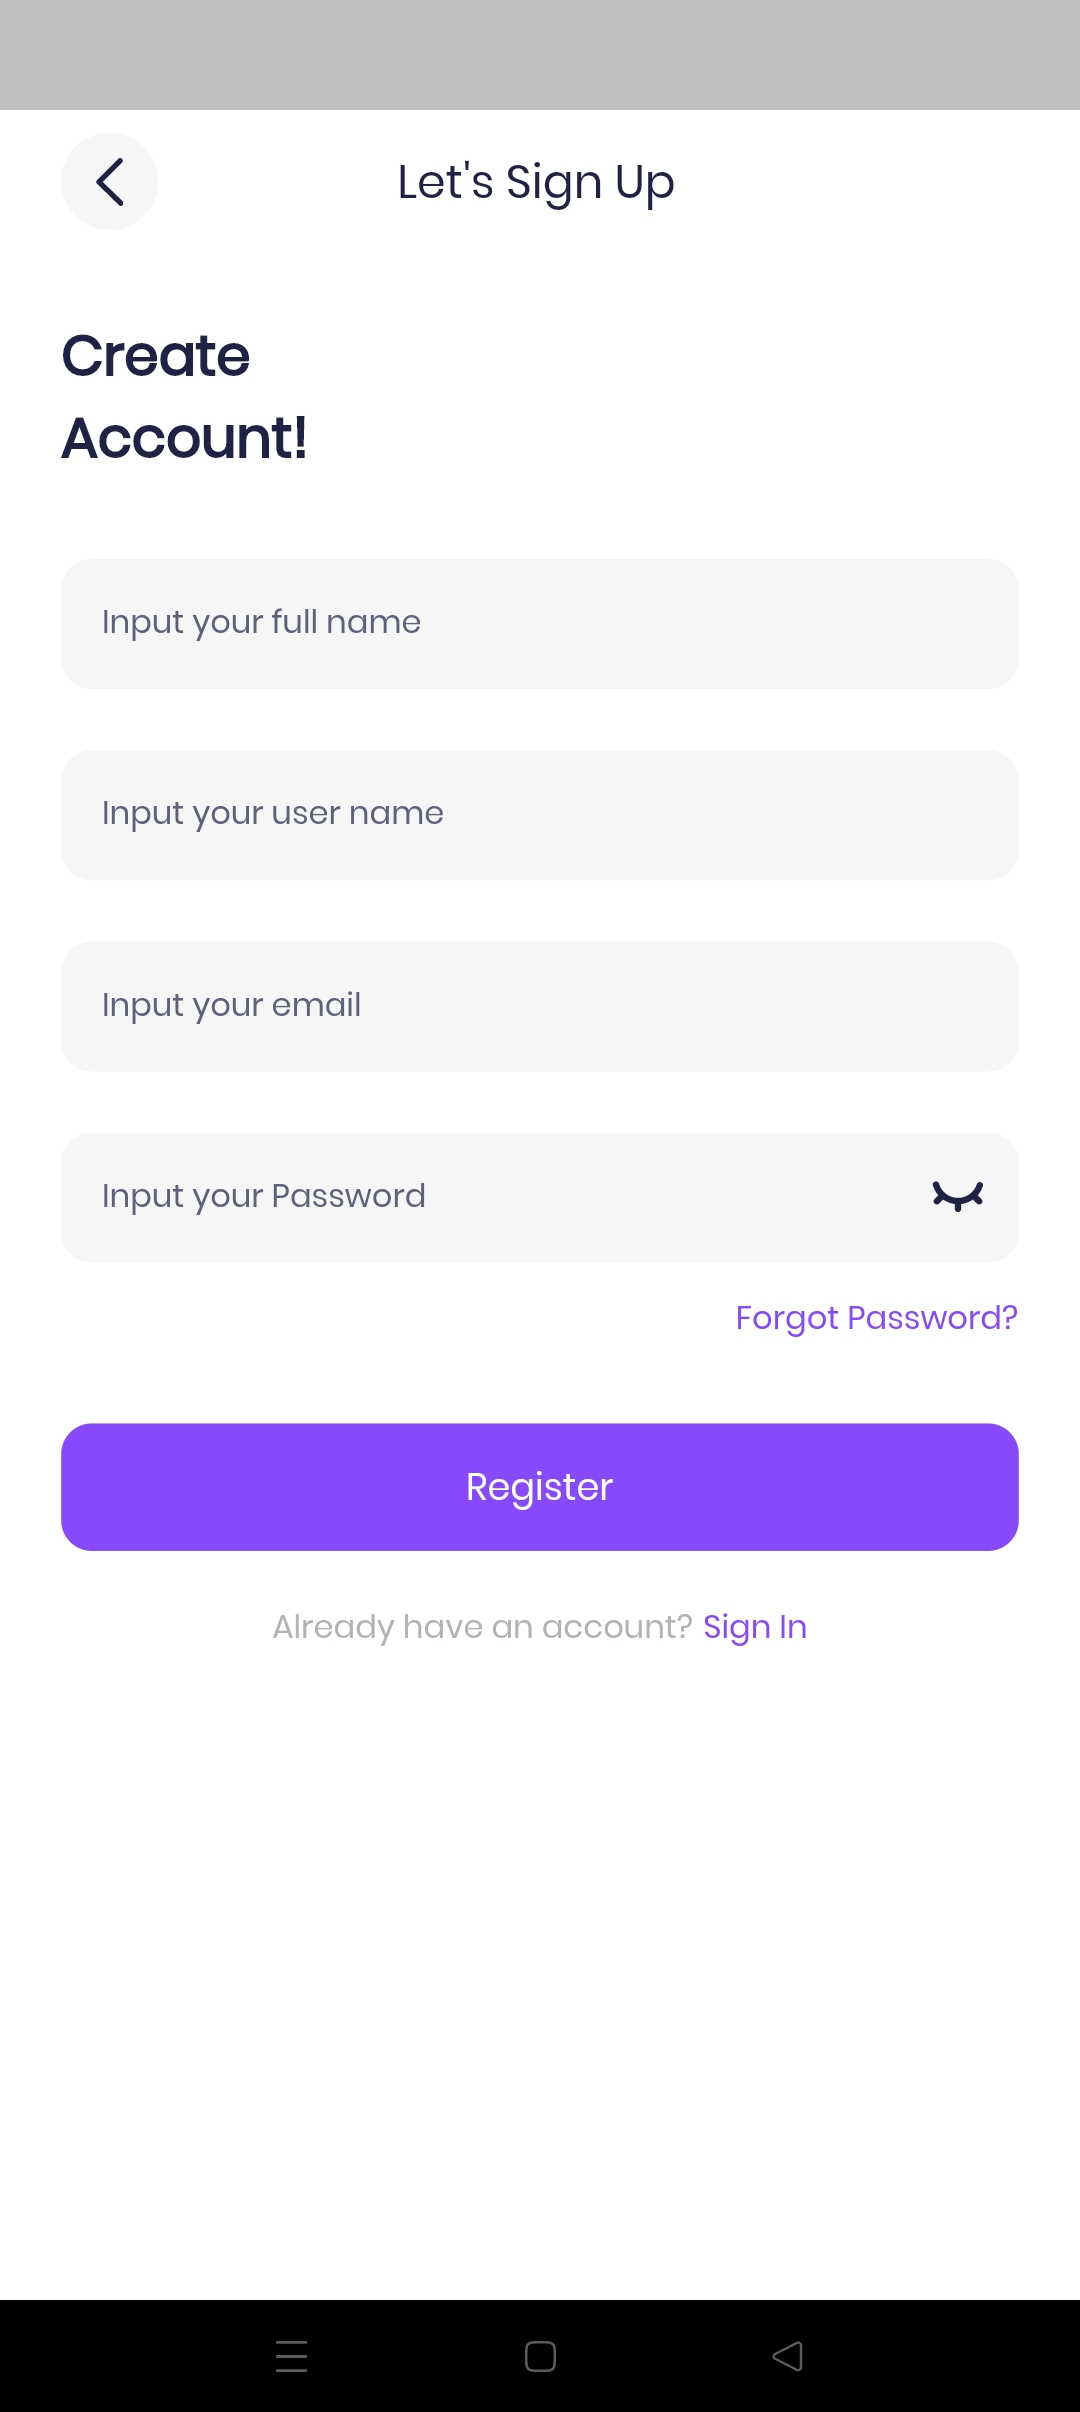 Let's Sign Up
Create
Account!
Input your full name
Input your user name
Input your email
Input your Password
Forgot Password?
Register
Already have an account? Sign In